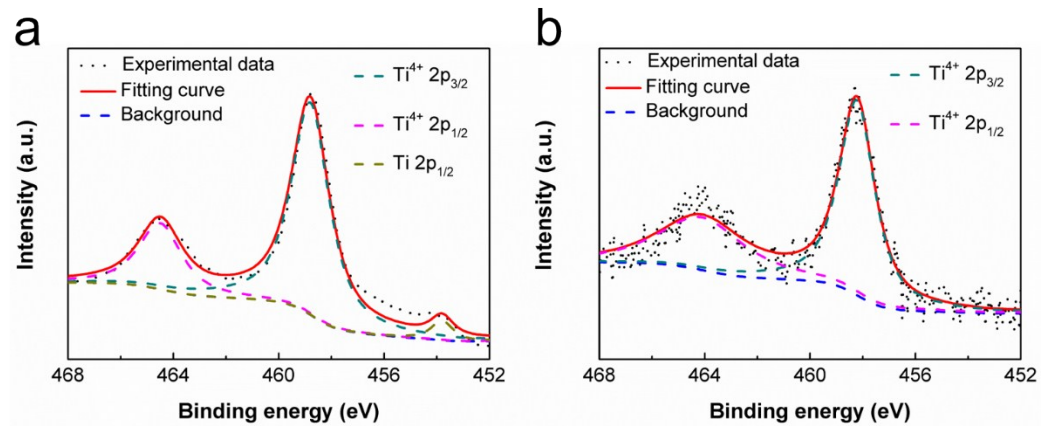 a
Experimental data
Fitting curve
Background
Ti⁴⁺ 2p₃/₂
Ti⁴⁺ 2p₁/₂
Ti 2p₁/₂
Intensity (a.u.)
468 464 460 456 452
Binding energy (eV)
b
Experimental data
Fitting curve
Background
Ti⁴⁺ 2p₃/₂
Ti⁴⁺ 2p₁/₂
Intensity (a.u.)
468 464 460 456 452
Binding energy (eV)